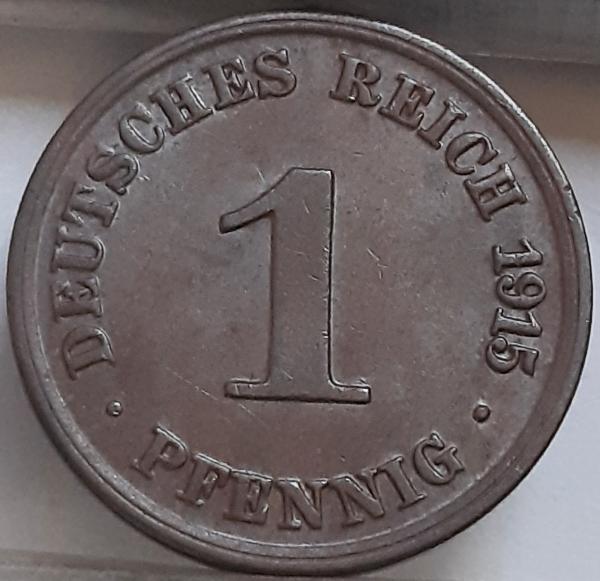 DEUTSCHES REICH 1915
1
· PFENNIG ·